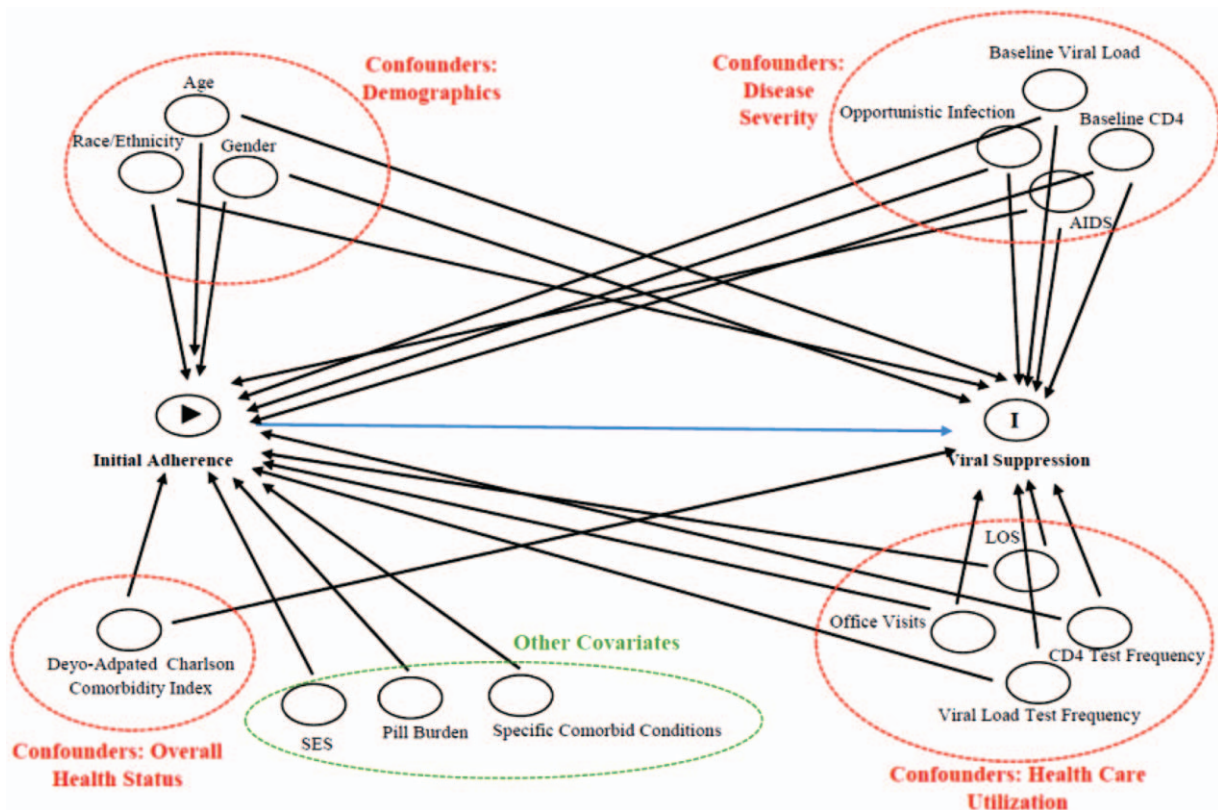 Confounders:
Demographics
Age
Race/Ethnicity
Gender
Confounders:
Disease
Severity
Baseline Viral Load
Opportunistic Infection
Baseline CD4
AIDS
Initial Adherence
I
Viral Suppression
Deyo-Adpated Charlson
Comorbidity Index
Confounders: Overall
Health Status
Other Covariates
SES
Pill Burden
Specific Comorbid Conditions
LOS
Office Visits
CD4 Test Frequency
Viral Load Test Frequency
Confounders: Health Care
Utilization